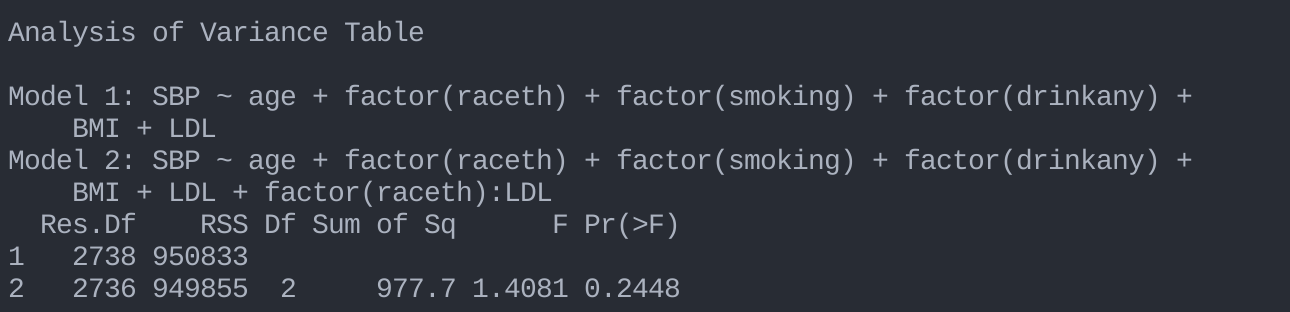 Analysis of Variance Table

Model 1: SBP ~ age + factor(raceth) + factor(smoking) + factor(drinkany) +
    BMI + LDL
Model 2: SBP ~ age + factor(raceth) + factor(smoking) + factor(drinkany) +
    BMI + LDL + factor(raceth):LDL
  Res.Df    RSS Df Sum of Sq      F Pr(>F)
1   2738 950833
2   2736 949855  2     977.7 1.4081 0.2448